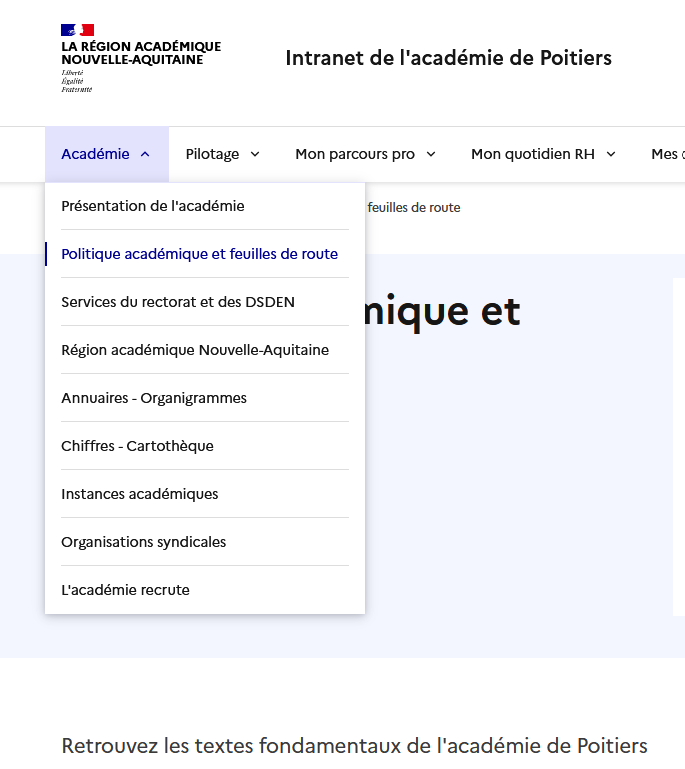 LA RÉGION ACADÉMIQUE
NOUVELLE-AQUITAINE
Liberté
Égalité
Fraternité
Intranet de l'académie de Poitiers
Académie
Pilotage
Mon parcours pro
Mon quotidien RH
Mes
feuilles de route
Présentation de l'académie
Politique académique et feuilles de route
Services du rectorat et des DSDEN
Région académique Nouvelle-Aquitaine
Annuaires - Organigrammes
Chiffres - Cartothèque
Instances académiques
Organisations syndicales
L'académie recrute
mique et
Retrouvez les textes fondamentaux de l'académie de Poitiers